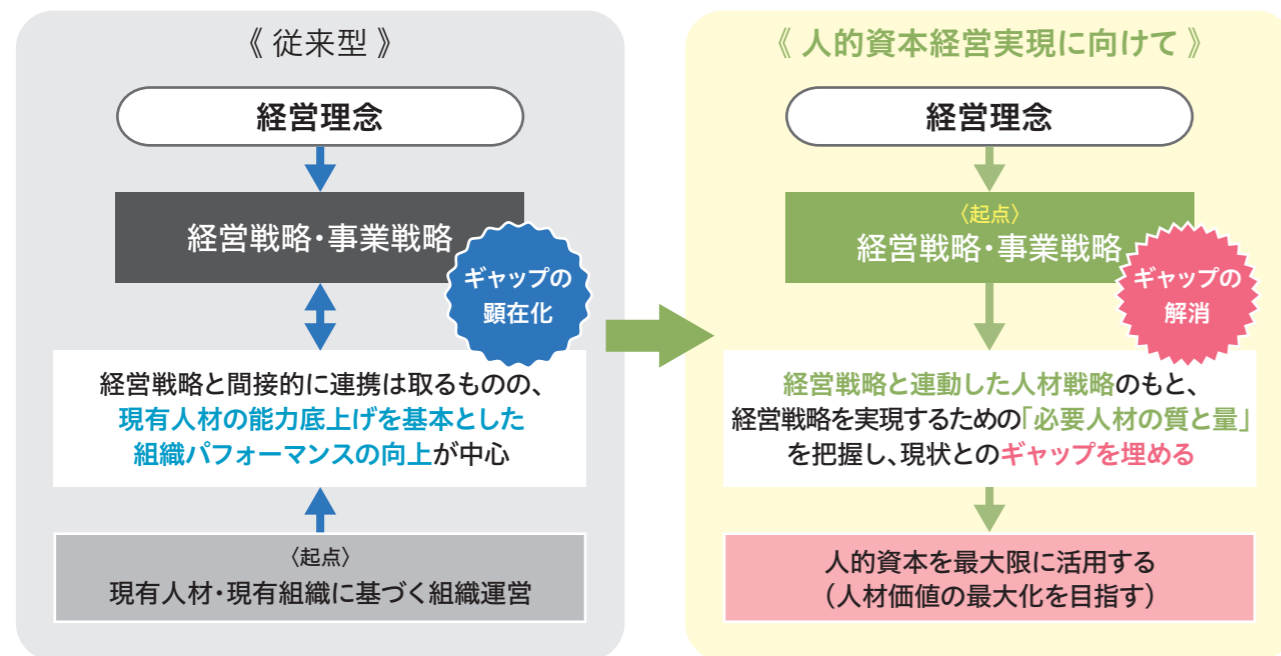 《 従来型 》
経営理念
経営戦略・事業戦略
ギャップの
顕在化
経営戦略と間接的に連携は取るものの、
現有人材の能力底上げを基本とした
組織パフォーマンスの向上が中心
〈起点〉
現有人材・現有組織に基づく組織運営
《 人的資本経営実現に向けて 》
経営理念
〈起点〉
経営戦略・事業戦略
ギャップの
解消
経営戦略と連動した人材戦略のもと、
経営戦略を実現するための「必要人材の質と量」
を把握し、現状とのギャップを埋める
人的資本を最大限に活用する
（人材価値の最大化を目指す）